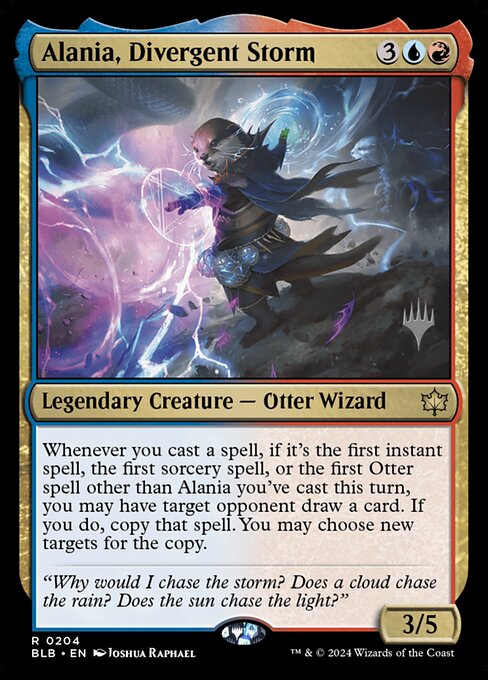 Alania, Divergent Storm 3
Legendary Creature — Otter Wizard
Whenever you cast a spell, if it's the first instant
spell, the first sorcery spell, or the first Otter
spell other than Alania you've cast this turn,
you may have target opponent draw a card. If
you do, copy that spell. You may choose new
targets for the copy.
“Why would I chase the storm? Does a cloud chase
the rain? Does the sun chase the light?”
3/5
R 0204
BLB • EN Joshua Raphael
™ & © 2024 Wizards of the Coast